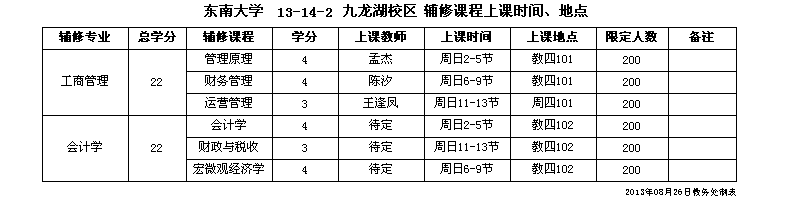 东南大学 13-14-2 九龙湖校区 辅修课程上课时间、地点
辅修专业 总学分 辅修课程 学分 上课教师 上课时间 上课地点 限定人数 备注
管理原理 4 孟杰 周日2-5节 教四101 200
工商管理 22 财务管理 4 陈汐 周日6-9节 教四101 200
运营管理 3 王逢凤 周日11-13节 周四101 200
会计学 4 待定 周日2-5节 教四102 200
会计学 22 财政与税收 3 待定 周日11-13节 教四102 200
宏微观经济学 4 待定 周日6-9节 教四102 200
2013年08月26日教务处制表